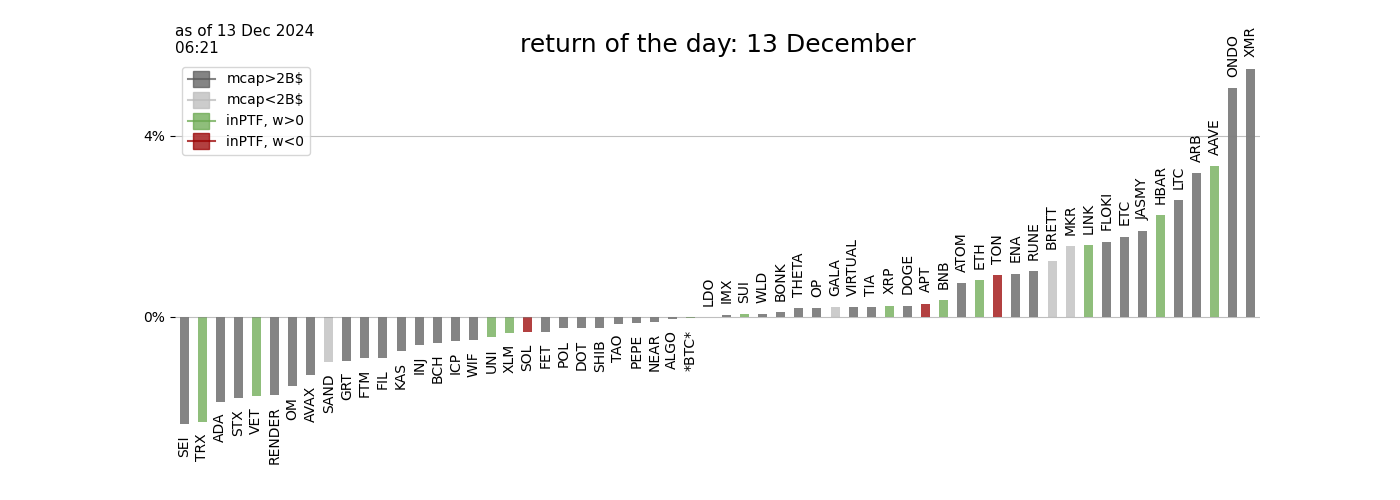 as of 13 Dec 2024
06:21
return of the day: 13 December
mcap>2B$
mcap<2B$
inPTF, w>0
inPTF, w<0
4%
0%
SEI
TRX
ADA
STX
VET
RENDER
OM
AVAX
SAND
GRT
FTM
FIL
KAS
INJ
BCH
ICP
WIF
UNI
XLM
SOL
FET
POL
DOT
SHIB
TAO
PEPE
NEAR
ALGO
*BTC*
LDO
IMX
SUI
WLD
BONK
THETA
OP
GALA
VIRTUAL
TIA
XRP
DOGE
APT
BNB
ATOM
ETH
TON
ENA
RUNE
BRETT
MKR
LINK
FLOKI
ETC
JASMY
HBAR
LTC
ARB
AAVE
ONDO
XMR